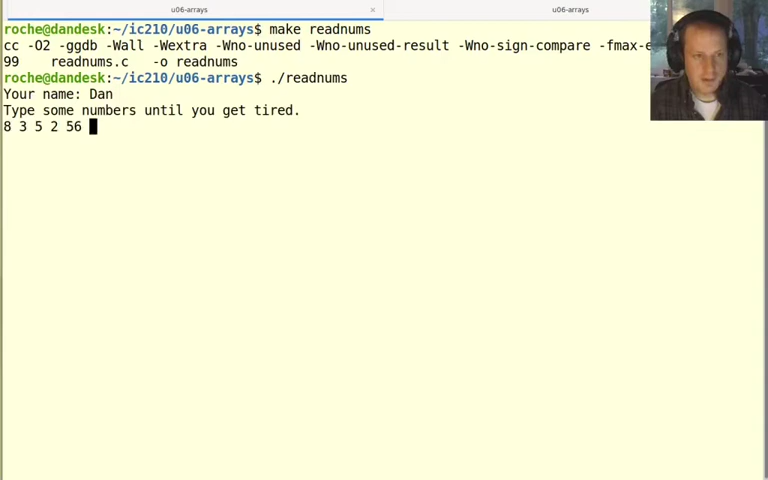 u06-arrays × u06-arrays
roche@dandesk:~/ic210/u06-arrays$ make readnums
cc -O2 -ggdb -Wall -Wextra -Wno-unused -Wno-unused-result -Wno-sign-compare -fmax-e
99    readnums.c   -o readnums
roche@dandesk:~/ic210/u06-arrays$ ./readnums
Your name: Dan
Type some numbers until you get tired.
8 3 5 2 56